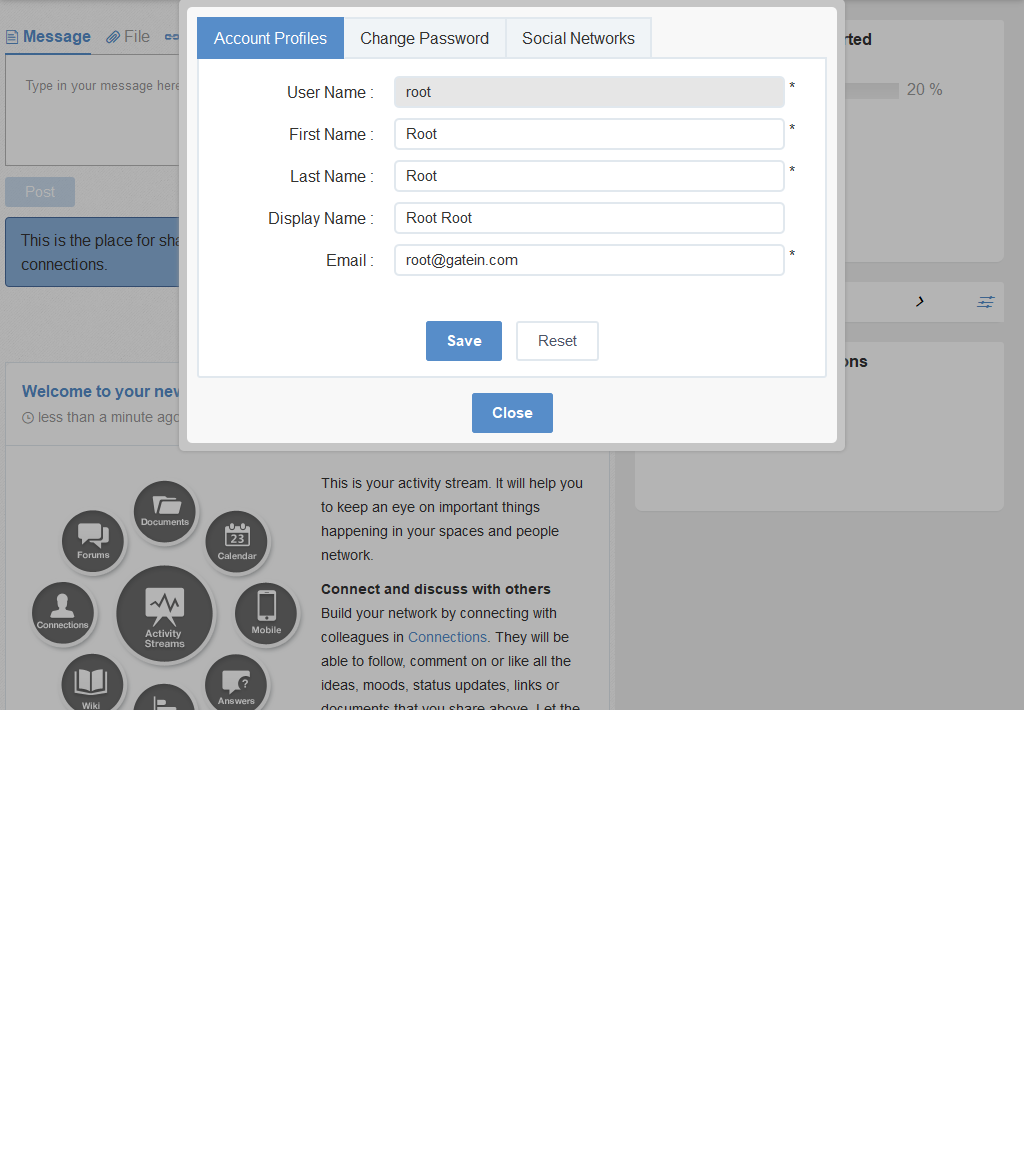 Message File
Type in your message here
Post
This is the place for sha
connections.
Account Profiles Change Password Social Networks
User Name : root *
First Name : Root *
Last Name : Root *
Display Name : Root Root
Email : root@gatein.com *
Save Reset
Close
rted
20 %
ons
Welcome to your new
less than a minute ago
Documents
Forums
23
Calendar
Connections
Activity
Streams
Mobile
Wiki
Answers
This is your activity stream. It will help you
to keep an eye on important things
happening in your spaces and people
network.
Connect and discuss with others
Build your network by connecting with
colleagues in Connections. They will be
able to follow, comment on or like all the
ideas, moods, status updates, links or
documents that you share above. Let the